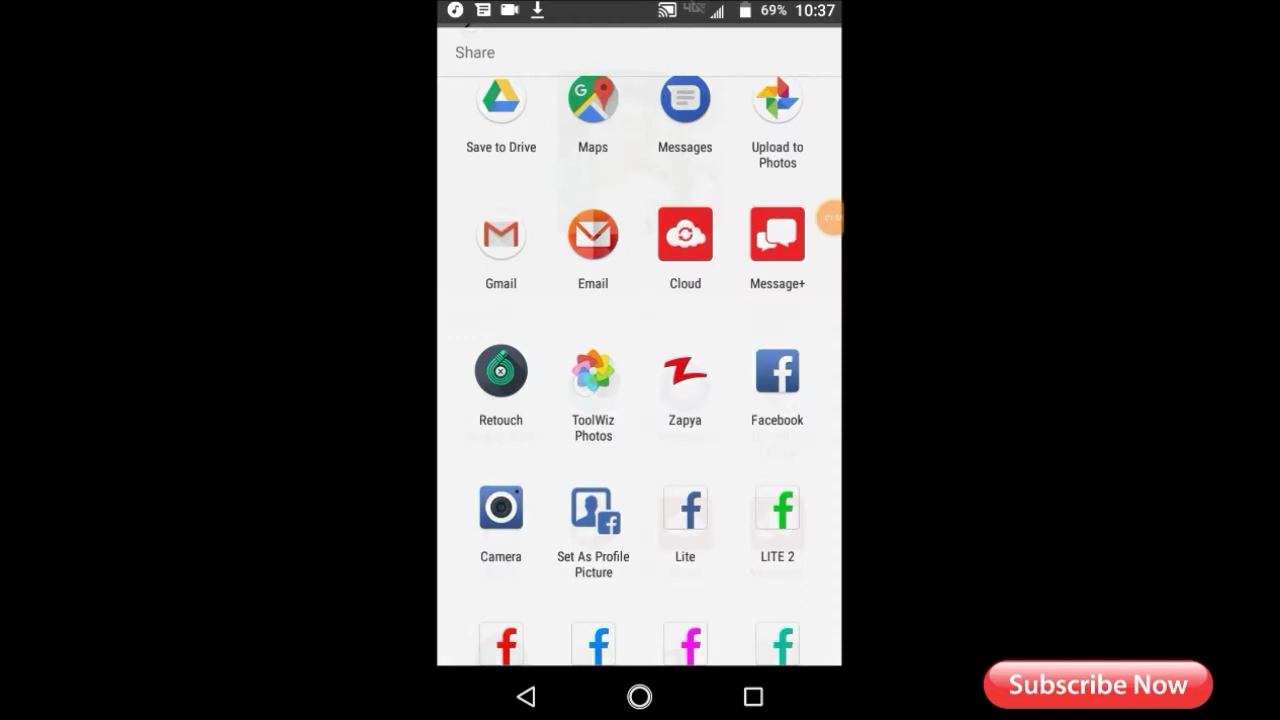 69% 10:37
Share
Save to Drive Maps Messages Upload to
Photos
Gmail Email Cloud Message+
Retouch ToolWiz Zapya Facebook
Photos
Camera Set As Profile Lite LITE 2
Picture
Subscribe Now